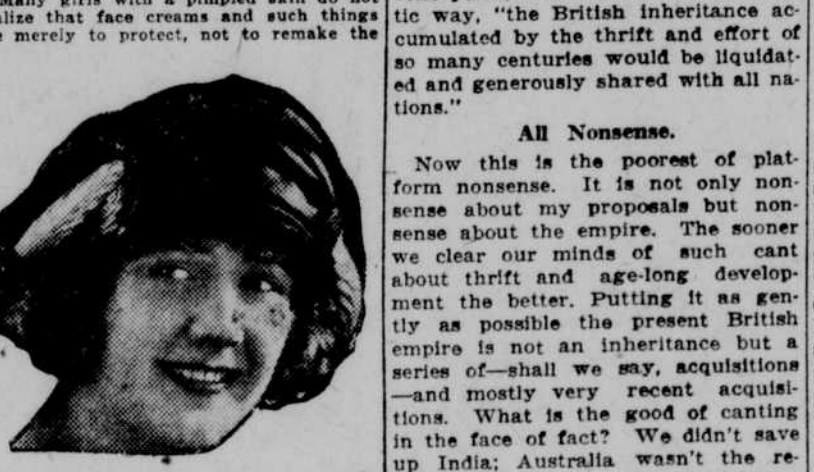 Many girls with a pimpled skin do not
alize that face creams and such things
merely to protect, not to remake the
tic way, "the British inheritance ac-
cumulated by the thrift and effort of
so many centuries would be liquidat-
ed and generously shared with all na-
tions."
All Nonsense.
Now this is the poorest of plat-
form nonsense. It is not only non-
sense about my proposals but non-
sense about the empire. The sooner
we clear our minds of such cant
about thrift and age-long develop-
ment the better. Putting it as gen-
tly as possible the present British
empire is not an inheritance but a
series of—shall we say, acquisitions
—and mostly very recent acquisi-
tions. What is the good of canting
in the face of fact? We didn't save
up India; Australia wasn't the re-